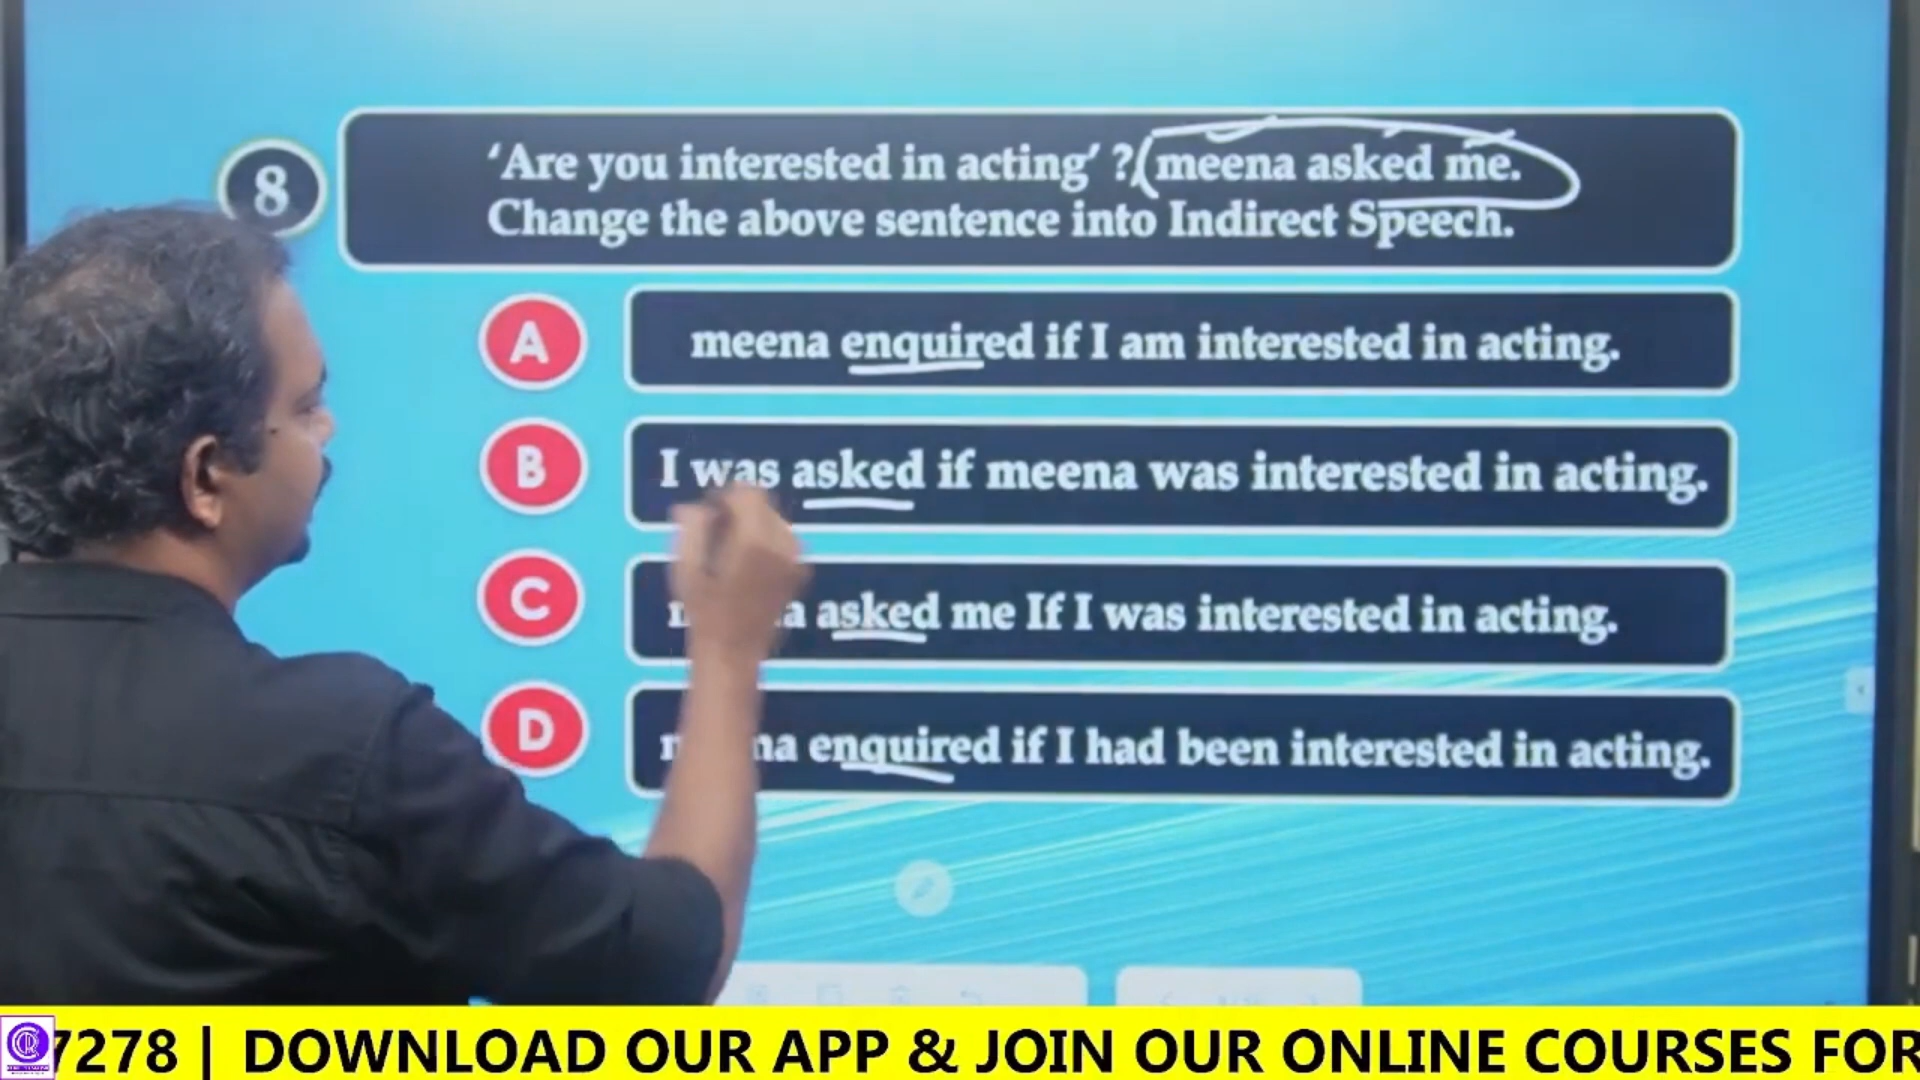 8
‘Are you interested in acting’ ?(meena asked me.
Change the above sentence into Indirect Speech.
A
meena enquired if I am interested in acting.
B
I was asked if meena was interested in acting.
C
asked me If I was interested in acting.
D
enquired if I had been interested in acting.
7278 | DOWNLOAD OUR APP & JOIN OUR ONLINE COURSES FOR